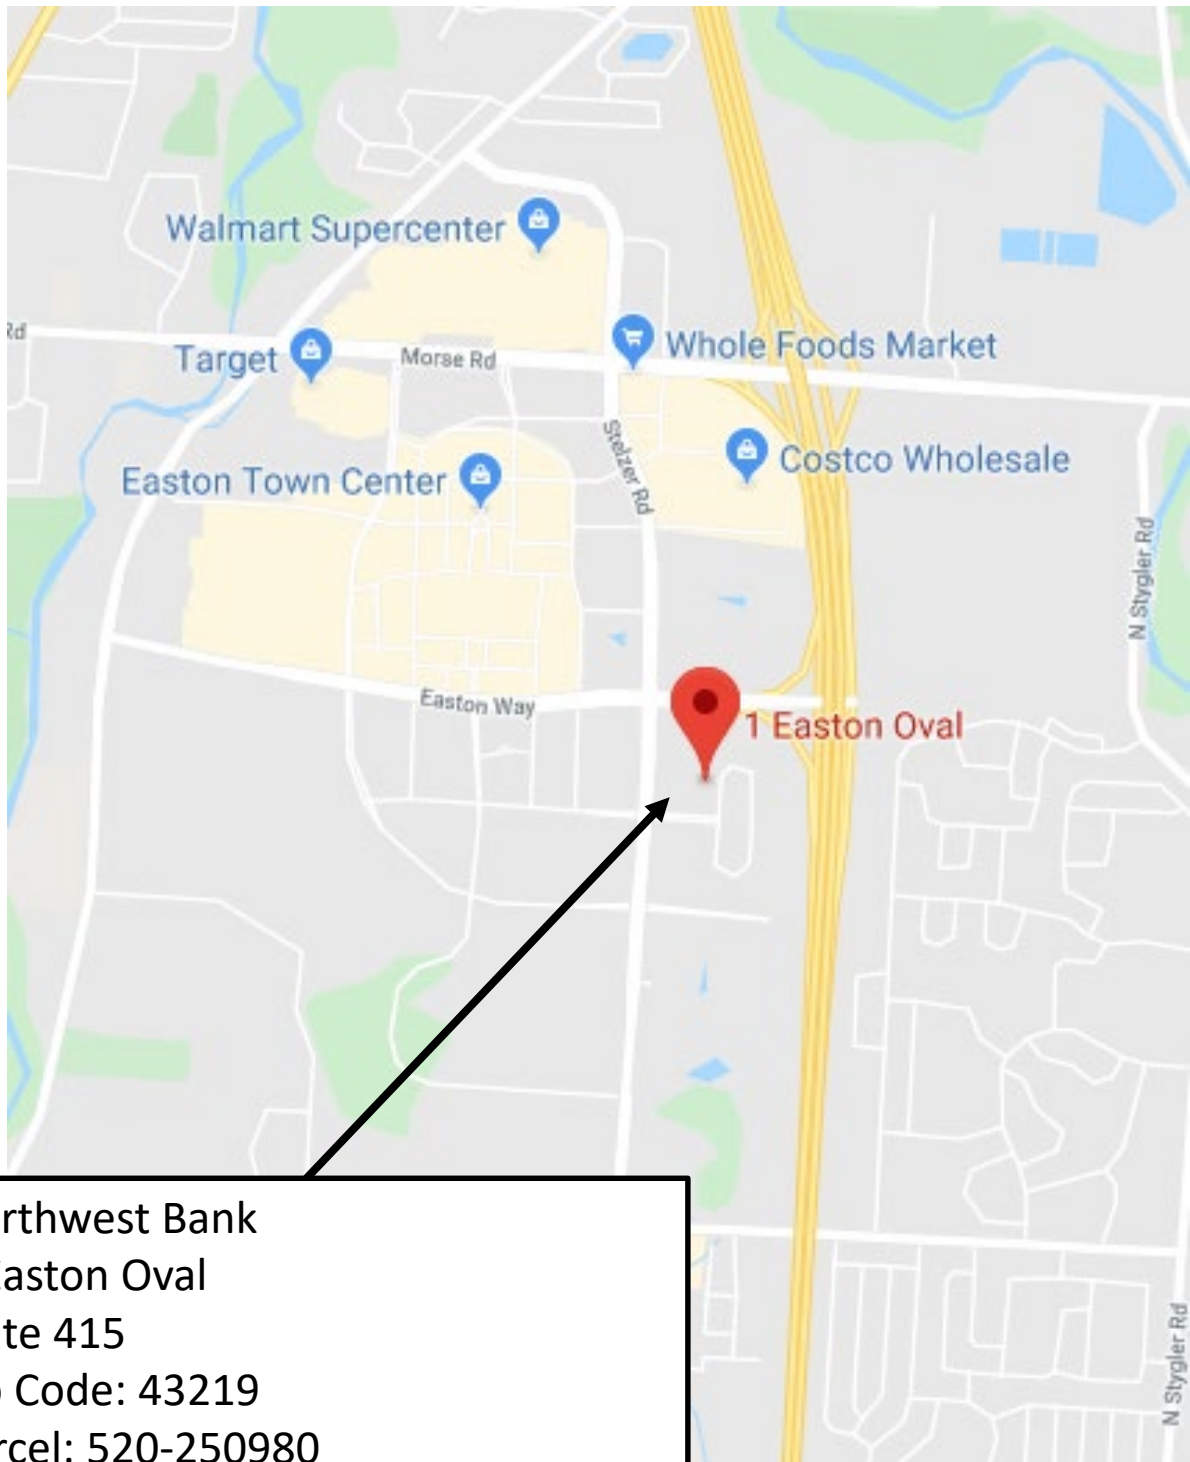 Walmart Supercenter
Rd
Target
Morse Rd
Whole Foods Market
Stelzer Rd
Easton Town Center
Costco Wholesale
N Stygler Rd
Easton Way
1 Easton Oval
rthwest Bank
Easton Oval
te 415
Code: 43219
rcel: 520-250980
N Stygler Rd